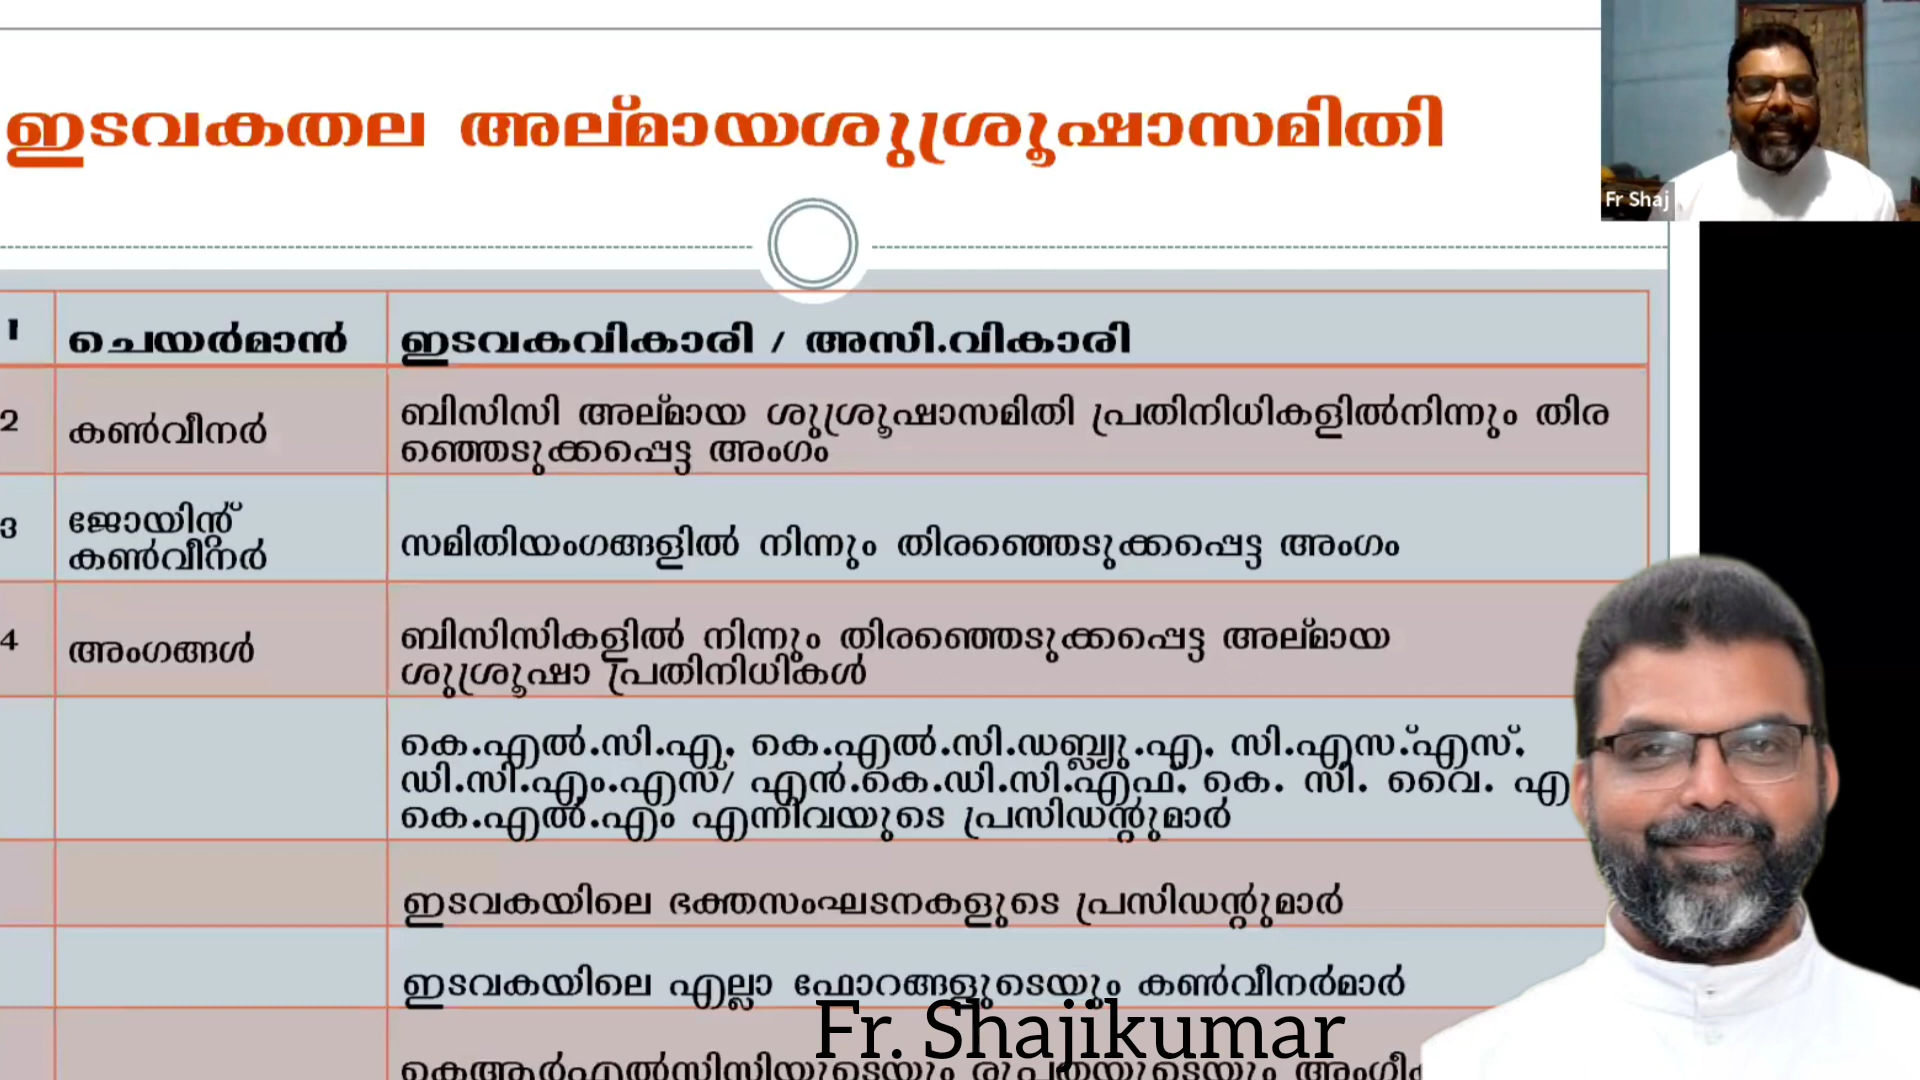 ഇടവകതല അല്മായശുശ്രൂഷാസമിതി
Fr Shaj
1 ചെയർമാൻ ഇടവകവികാരി / അസി.വികാരി
2 കൺവീനർ ബിസിസി അല്മായ ശുശ്രൂഷാസമിതി പ്രതിനിധികളിൽനിന്നും തിര
ഞ്ഞെടുക്കപ്പെട്ട അംഗം
3 ജോയിന്റ്
കൺവീനർ സമിതിയംഗങ്ങളിൽ നിന്നും തിരഞ്ഞെടുക്കപ്പെട്ട അംഗം
4 അംഗങ്ങൾ ബിസിസികളിൽ നിന്നും തിരഞ്ഞെടുക്കപ്പെട്ട അല്മായ
ശുശ്രൂഷാ പ്രതിനിധികൾ
കെ.എൽ.സി.എ, കെ.എൽ.സി.ഡബ്ല്യു.എ, സി.എസ്.എസ്,
ഡി.സി.എം.എസ്/ എൻ.കെ.ഡി.സി.എഫ്, കെ. സി. വൈ. എ
കെ.എൽ.എം എന്നിവയുടെ പ്രസിഡന്റുമാർ
ഇടവകയിലെ ഭക്തസംഘടനകളുടെ പ്രസിഡന്റുമാർ
ഇടവകയിലെ എല്ലാ ഫോറങ്ങളുടെയും കൺവീനർമാർ
Fr. Shajikumar
കെആർഎൽസിസിയുടെയും രൂപതയുടെയും